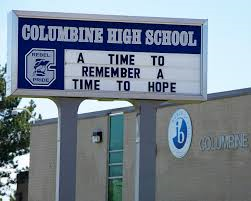 COLUMBINE HIGH SCHOOL
REBEL
PRIDE
A TIME TO
REMEMBER A
TIME TO HOPE
COLUMBINE